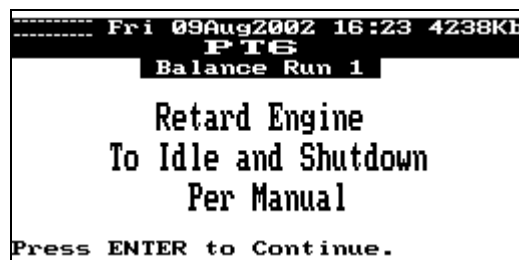 Fri 09Aug2002 16:23 4238Kb
PT6
Balance Run 1
Retard Engine
To Idle and Shutdown
Per Manual
Press ENTER to Continue.